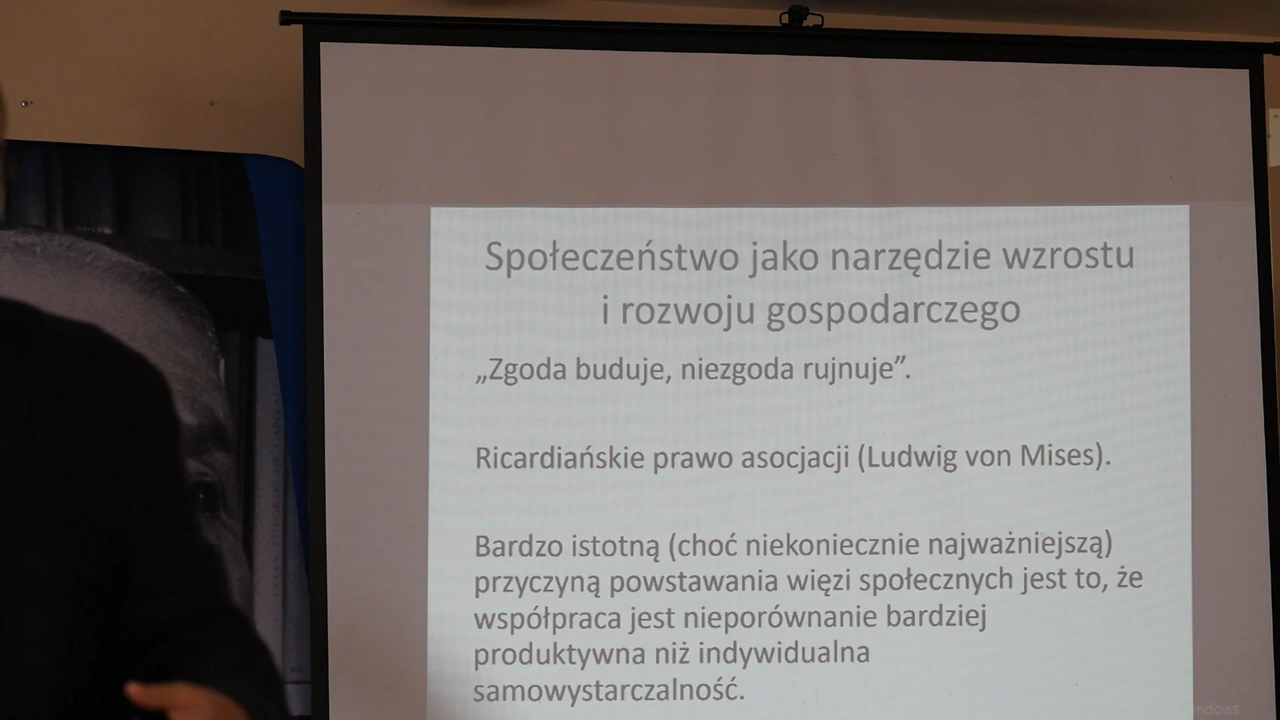 Społeczeństwo jako narzędzie wzrostu
i rozwoju gospodarczego
„Zgoda buduje, niezgoda rujnuje”.
Ricardiańskie prawo asocjacji (Ludwig von Mises).
Bardzo istotną (choć niekoniecznie najważniejszą)
przyczyną powstawania więzi społecznych jest to, że
współpraca jest nieporównanie bardziej
produktywna niż indywidualna
samowystarczalność.
ndows